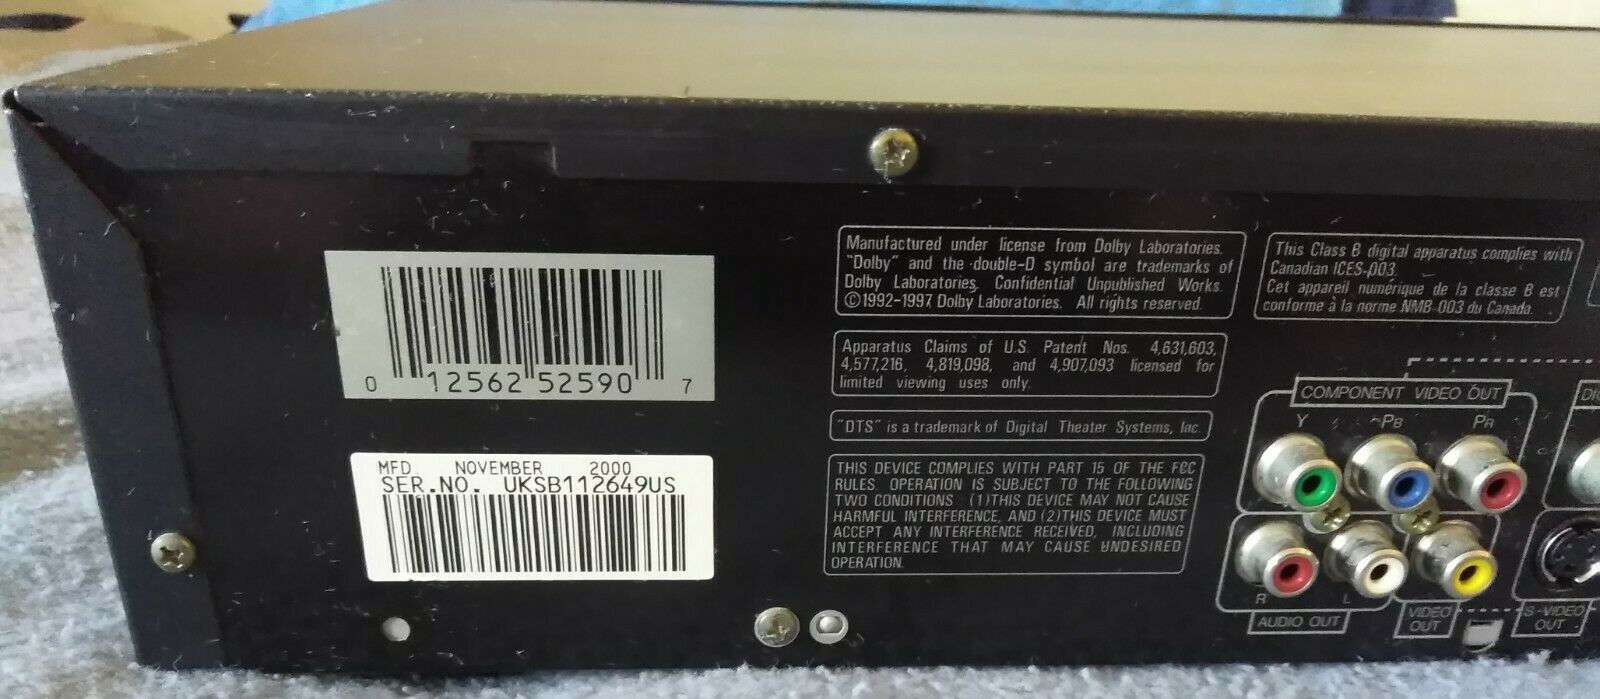 0 12562 52590 7
MFD. NOVEMBER 2000
SER.NO. UKSB112649US
Manufactured under license from Dolby Laboratories.
"Dolby" and the double-D symbol are trademarks of
Dolby Laboratories. Confidential Unpublished Works.
©1992-1997 Dolby Laboratories. All rights reserved.
Apparatus Claims of U.S. Patent Nos. 4,631,603,
4,577,216, 4,819,098, and 4,907,093 licensed for
limited viewing uses only.
"DTS" is a trademark of Digital Theater Systems, Inc.
THIS DEVICE COMPLIES WITH PART 15 OF THE FCC
RULES. OPERATION IS SUBJECT TO THE FOLLOWING
TWO CONDITIONS (1)THIS DEVICE MAY NOT CAUSE
HARMFUL INTERFERENCE, AND (2)THIS DEVICE MUST
ACCEPT ANY INTERFERENCE RECEIVED, INCLUDING
INTERFERENCE THAT MAY CAUSE UNDESIRED
OPERATION.
This Class B digital apparatus complies with
Canadian ICES-003.
Cet appareil numérique de la classe B est
conforme à la norme NMB-003 du Canada.
COMPONENT VIDEO OUT
Y PB PR
R L
AUDIO OUT
VIDEO
OUT
S-VIDEO
OUT